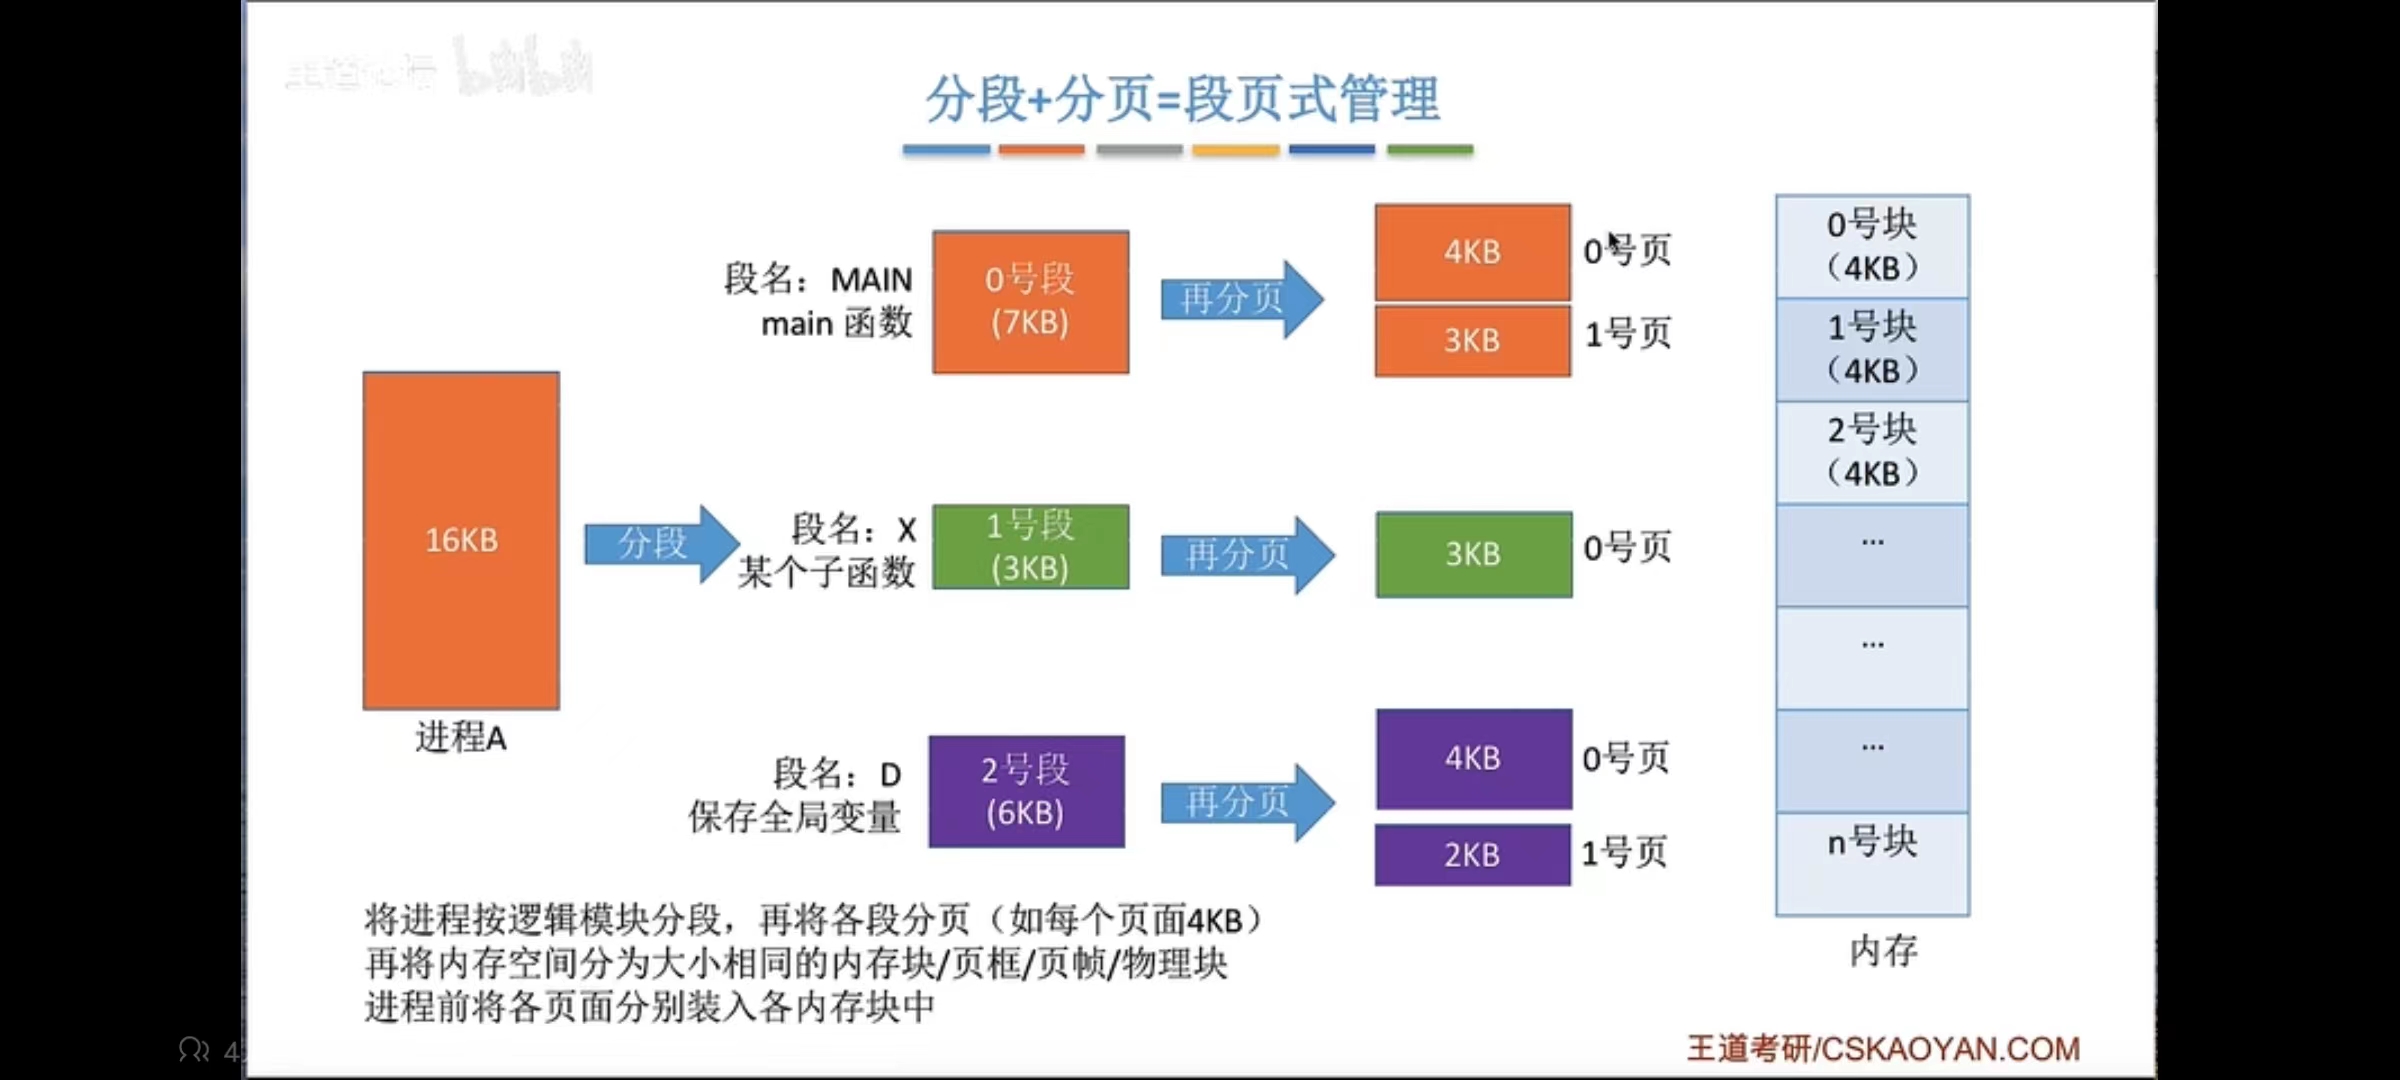 王道论坛 bilibili
分段+分页=段页式管理
段名：MAIN
main 函数
0号段
(7KB)
再分页
4KB
0号页
3KB
1号页
16KB
进程A
分段
段名：X
某个子函数
1号段
(3KB)
再分页
3KB
0号页
段名：D
保存全局变量
2号段
(6KB)
再分页
4KB
0号页
2KB
1号页
0号块
（4KB）
1号块
（4KB）
2号块
（4KB）
...
...
...
n号块
内存
将进程按逻辑模块分段，再将各段分页（如每个页面4KB）
再将内存空间分为大小相同的内存块/页框/页帧/物理块
进程前将各页面分别装入各内存块中
王道考研/CSKAOYAN.COM